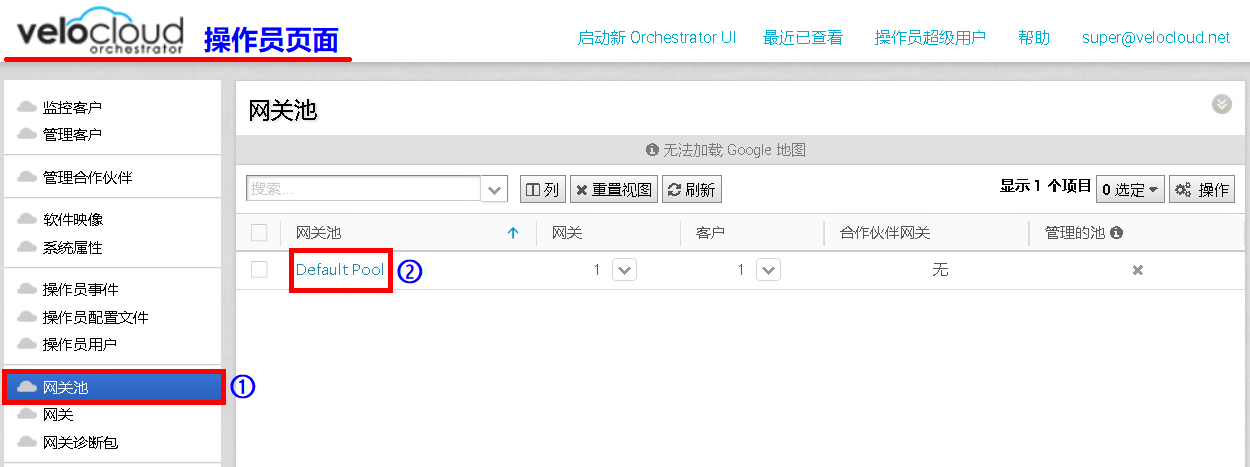 velocloud
orchestrator
操作员页面
启动新 Orchestrator UI 最近已查看 操作员超级用户 帮助 super@velocloud.net
监控客户
管理客户
管理合作伙伴
软件映像
系统属性
操作员事件
操作员配置文件
操作员用户
网关池 ①
网关
网关诊断包
网关池
无法加载 Google 地图
搜索... 列 重置视图 刷新 显示 1 个项目 0 选定 操作
网关池 网关 客户 合作伙伴网关 管理的池
Default Pool ② 1 1 无